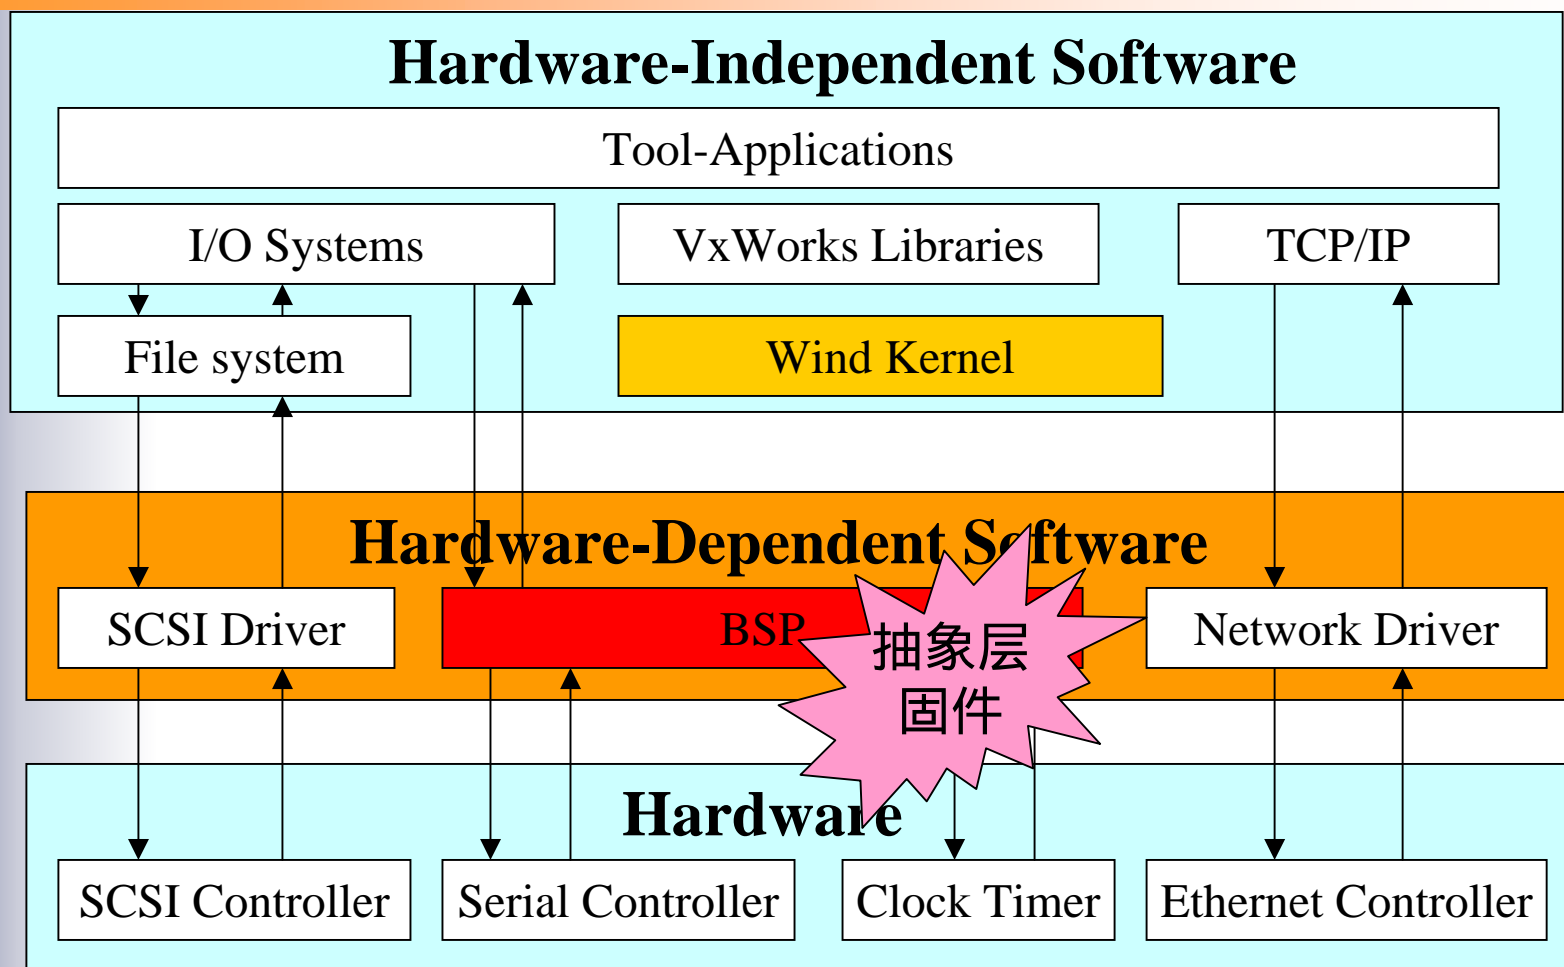 Hardware-Independent Software
Tool-Applications
I/O Systems
VxWorks Libraries
TCP/IP
File system
Wind Kernel
Hardware-Dependent Software
SCSI Driver
BSP
抽象层
固件
Network Driver
Hardware
SCSI Controller
Serial Controller
Clock Timer
Ethernet Controller